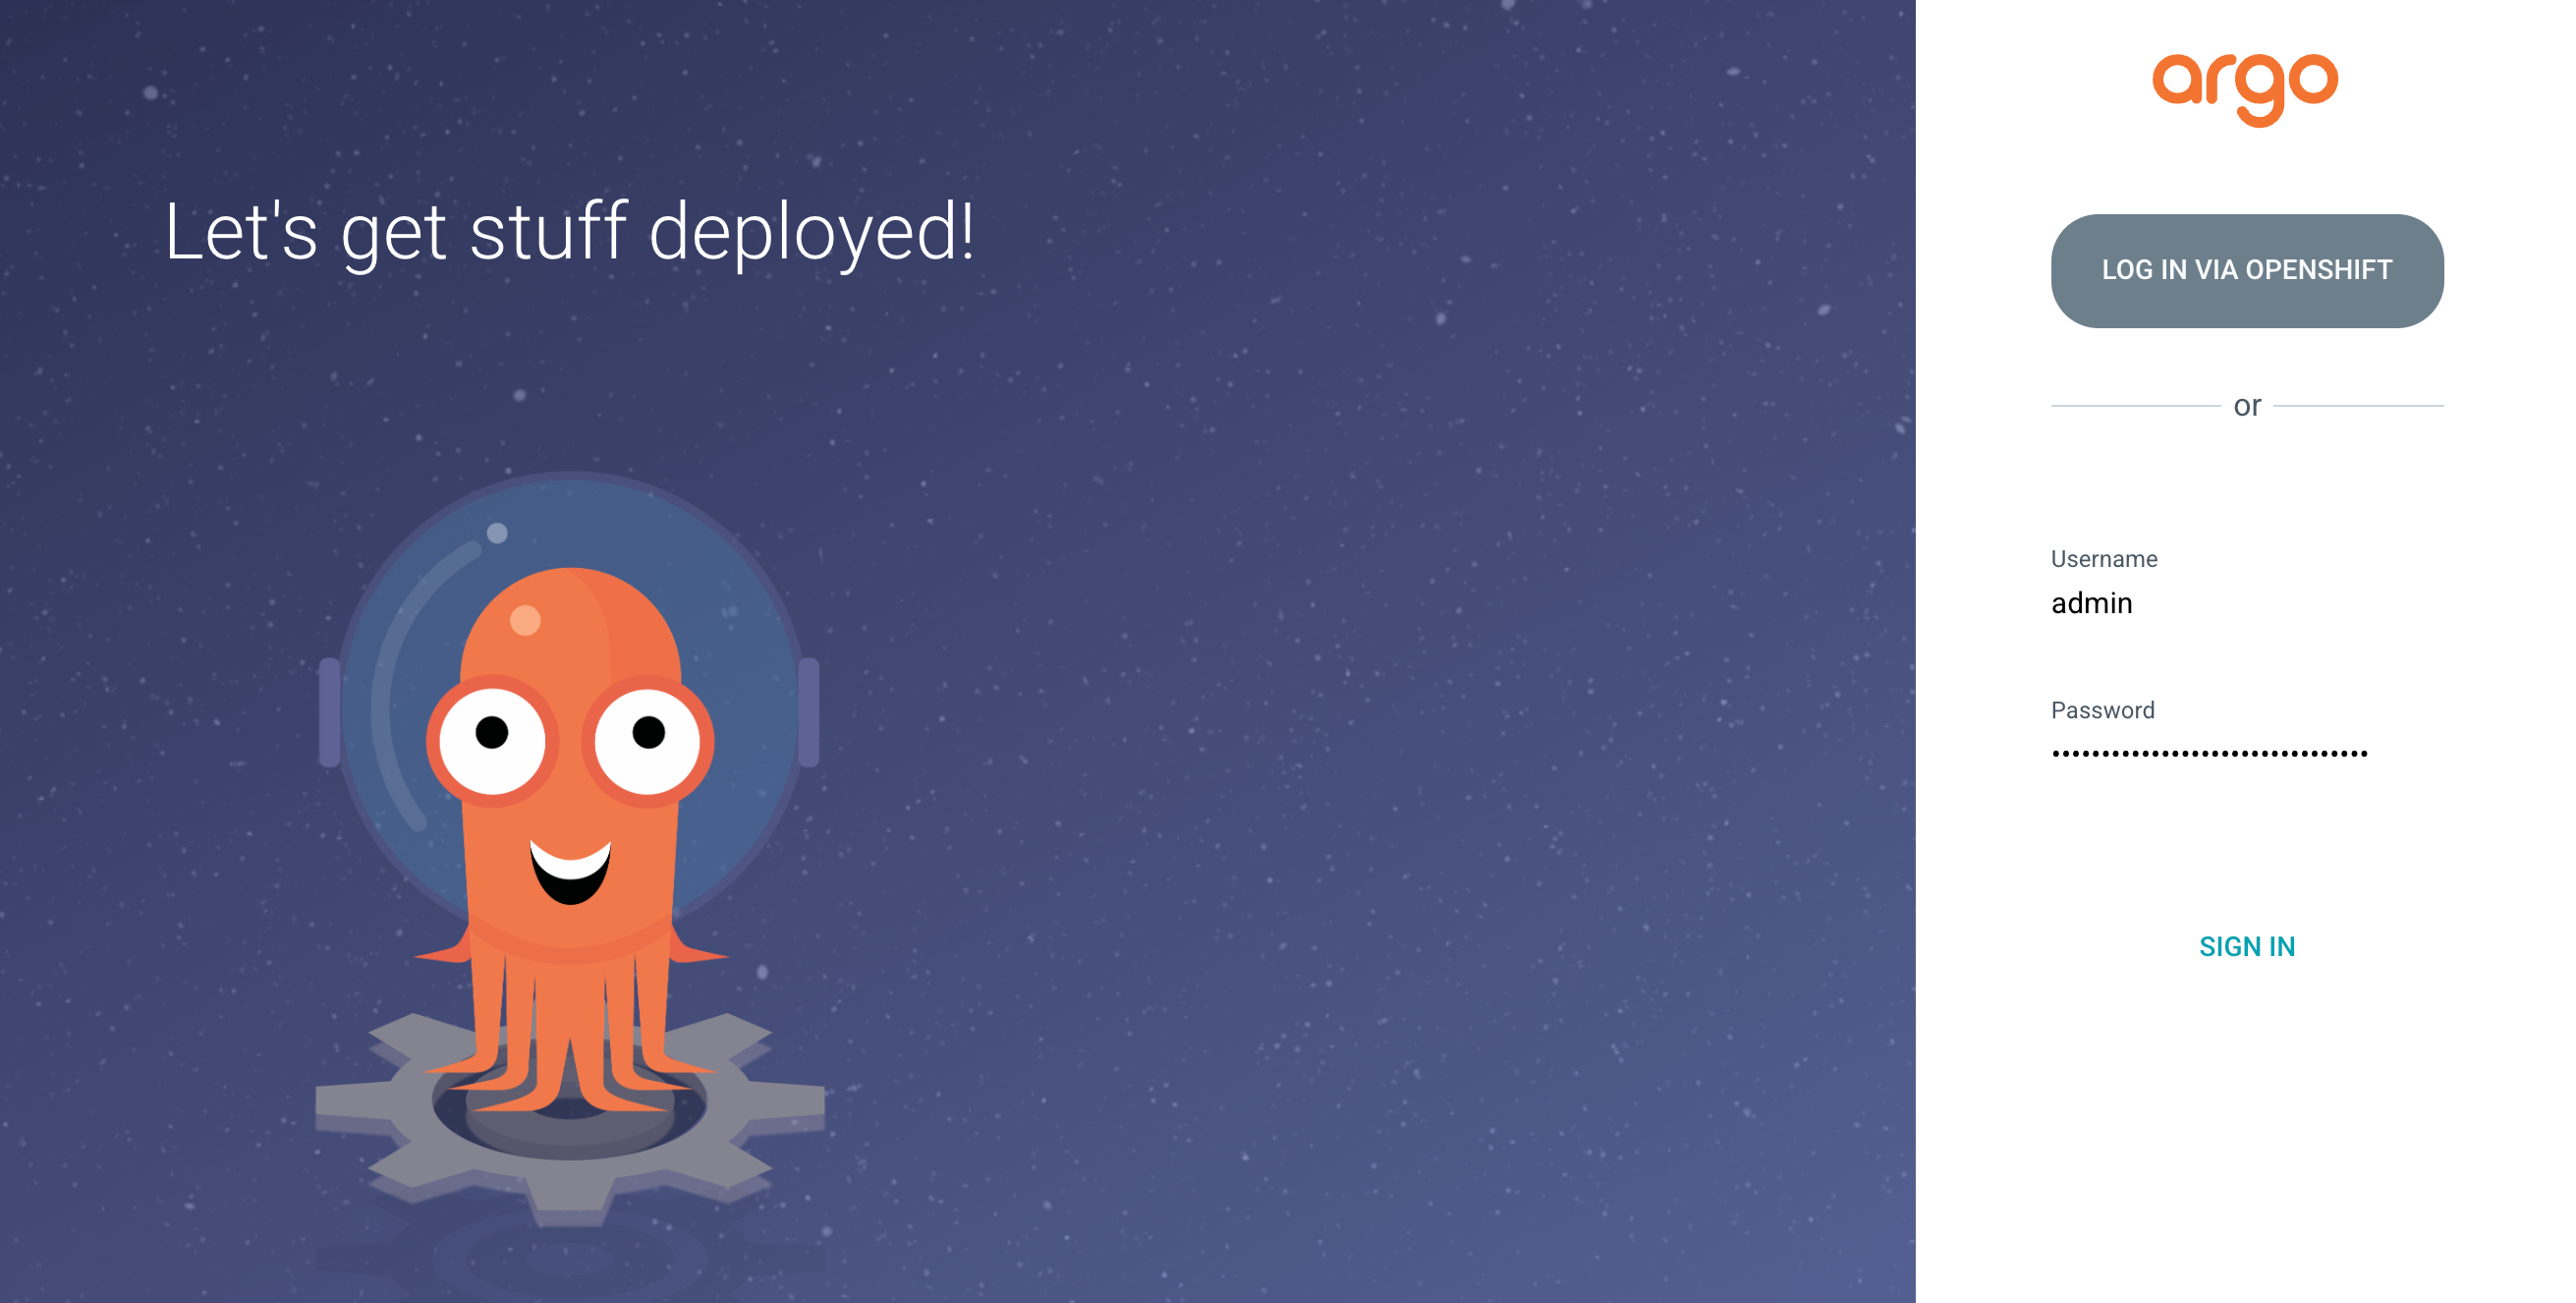 Let's get stuff deployed!
argo
LOG IN VIA OPENSHIFT
or
Username
admin
Password
••••••••••••••••••••••••••••••••
SIGN IN